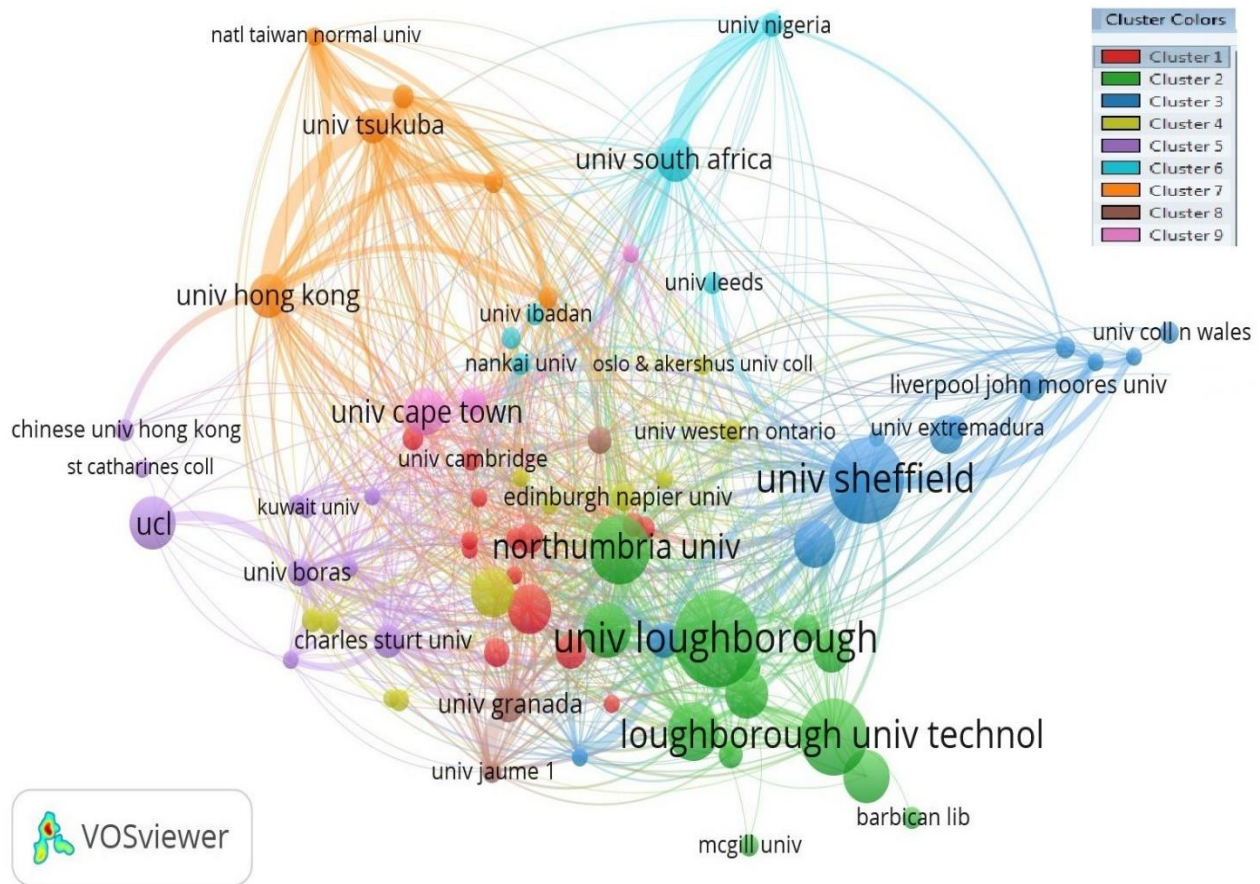 natl taiwan normal univ
univ nigeria
univ tsukuba
univ south africa
univ hong kong
univ leeds
univ ibadan
nankai univ
oslo & akershus univ coll
univ coll n wales
liverpool john moores univ
univ cape town
chinese univ hong kong
univ western ontario
univ extremadura
st catharines coll
univ cambridge
univ sheffield
kuwait univ
edinburgh napier univ
ucl
northumbria univ
univ boras
charles sturt univ
univ loughborough
univ granada
loughborough univ technol
univ jaume 1
barbican lib
mcgill univ
Cluster Colors
Cluster 1
Cluster 2
Cluster 3
Cluster 4
Cluster 5
Cluster 6
Cluster 7
Cluster 8
Cluster 9
VOSviewer